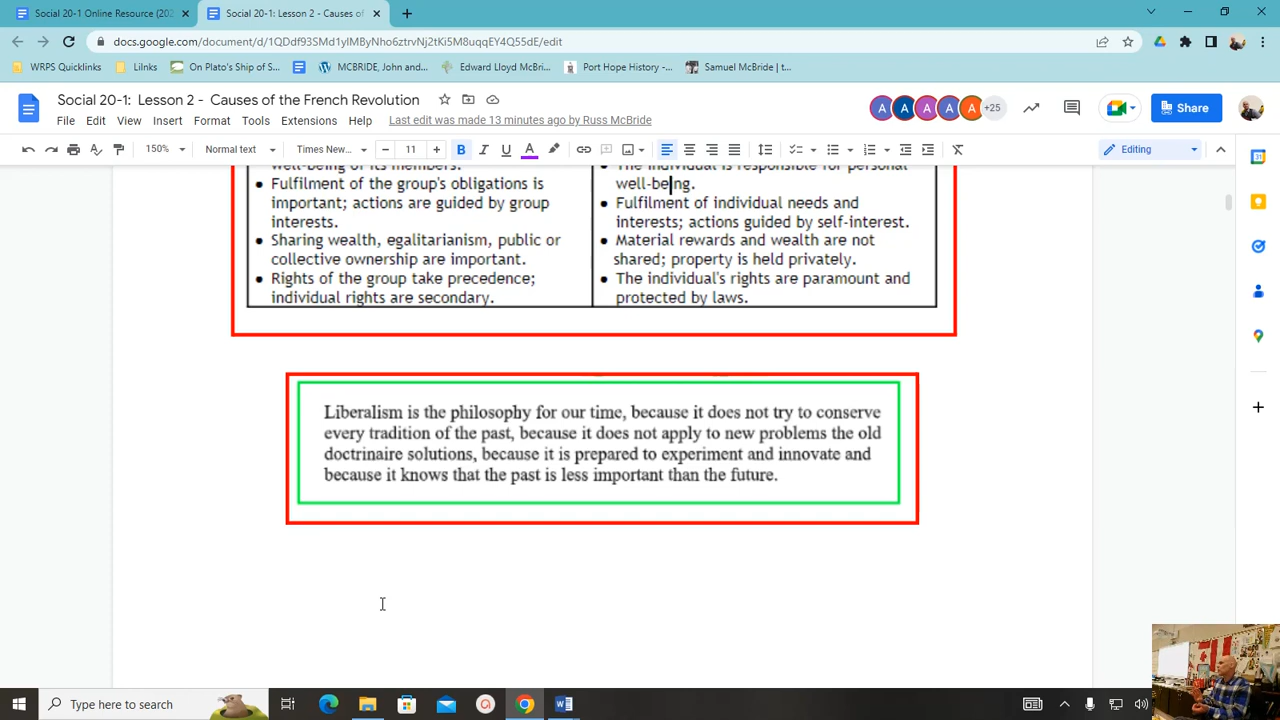 Social 20-1 Online Resource (202
Social 20-1: Lesson 2 - Causes of
docs.google.com/document/d/1QDdf93SMd1yIMByNho6ztrvNj2tKi5M8uqqEY4Q55dE/edit
WRPS Quicklinks
Lilnks
On Plato's Ship of S...
MCBRIDE, John and...
Edward Lloyd McBri...
Port Hope History -...
Samuel McBride | t...
Social 20-1: Lesson 2 - Causes of the French Revolution
A A A A A +25
Share
File Edit View Insert Format Tools Extensions Help Last edit was made 13 minutes ago by Russ McBride
150% Normal text Times New... 11 B I U A Editing
well-being of its members.
• Fulfilment of the group's obligations is
important; actions are guided by group
interests.
• Sharing wealth, egalitarianism, public or
collective ownership are important.
• Rights of the group take precedence;
individual rights are secondary.
• The individual is responsible for personal
well-being.
• Fulfilment of individual needs and
interests; actions guided by self-interest.
• Material rewards and wealth are not
shared; property is held privately.
• The individual's rights are paramount and
protected by laws.
Liberalism is the philosophy for our time, because it does not try to conserve
every tradition of the past, because it does not apply to new problems the old
doctrinaire solutions, because it is prepared to experiment and innovate and
because it knows that the past is less important than the future.
Type here to search